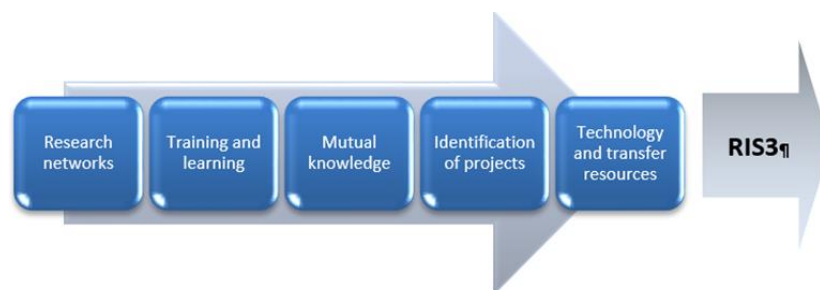 Research
networks
Training and
learning
Mutual
knowledge
Identification
of projects
Technology
and transfer
resources
RIS3¶